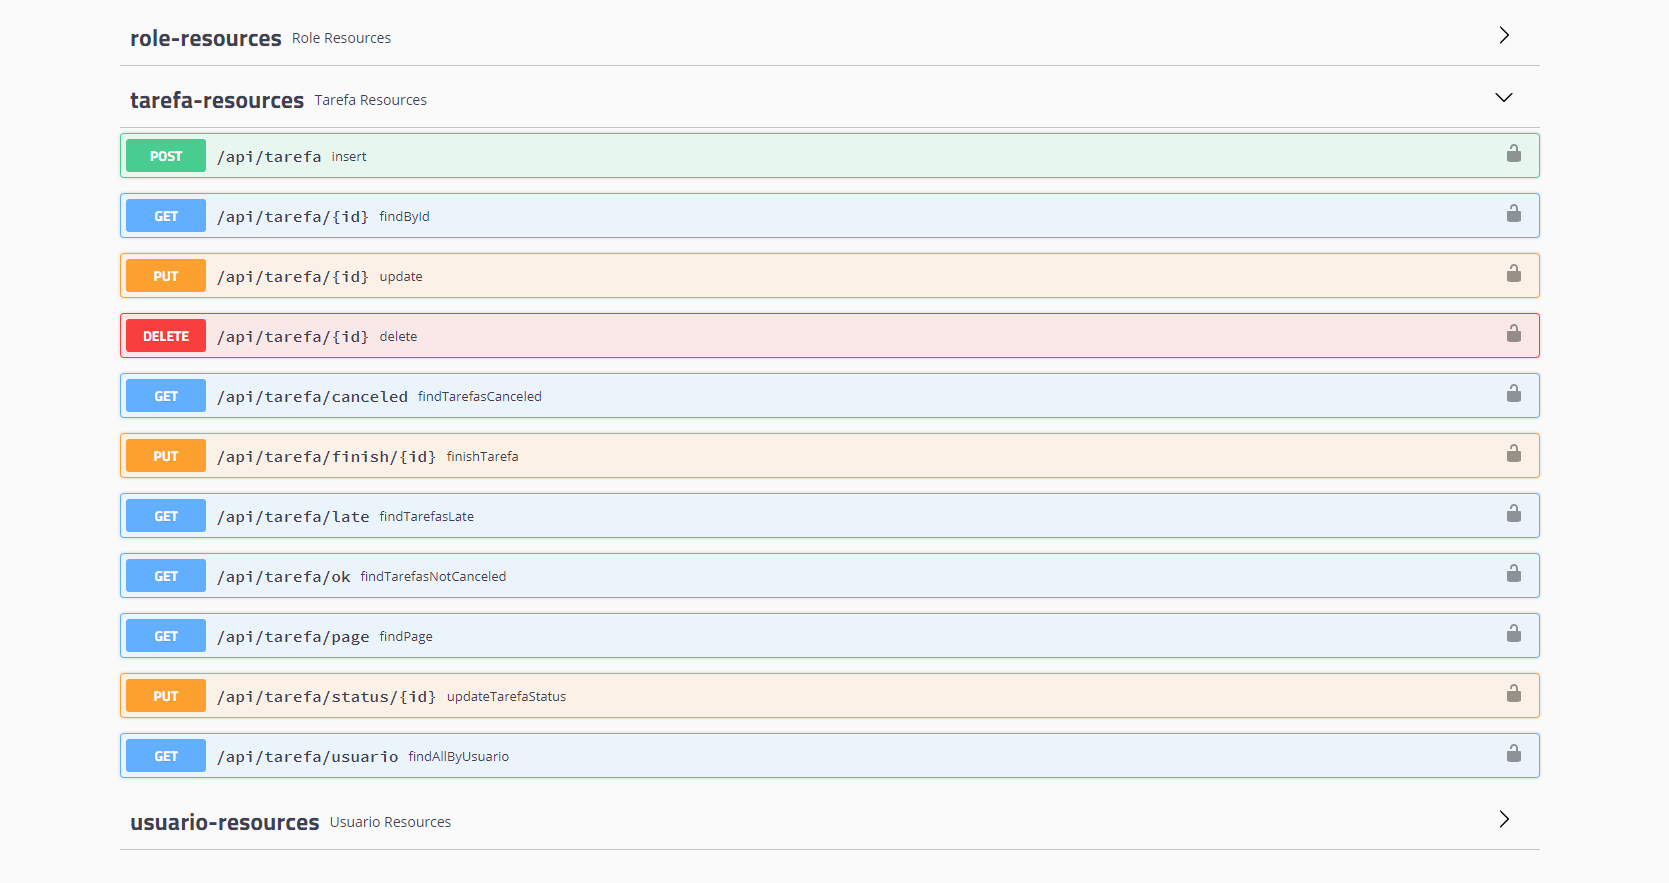 role-resources Role Resources
tarefa-resources Tarefa Resources
POST /api/tarefa insert
GET /api/tarefa/{id} findById
PUT /api/tarefa/{id} update
DELETE /api/tarefa/{id} delete
GET /api/tarefa/canceled findTarefasCanceled
PUT /api/tarefa/finish/{id} finishTarefa
GET /api/tarefa/late findTarefasLate
GET /api/tarefa/ok findTarefasNotCanceled
GET /api/tarefa/page findPage
PUT /api/tarefa/status/{id} updateTarefaStatus
GET /api/tarefa/usuario findAllByUsuario
usuario-resources Usuario Resources